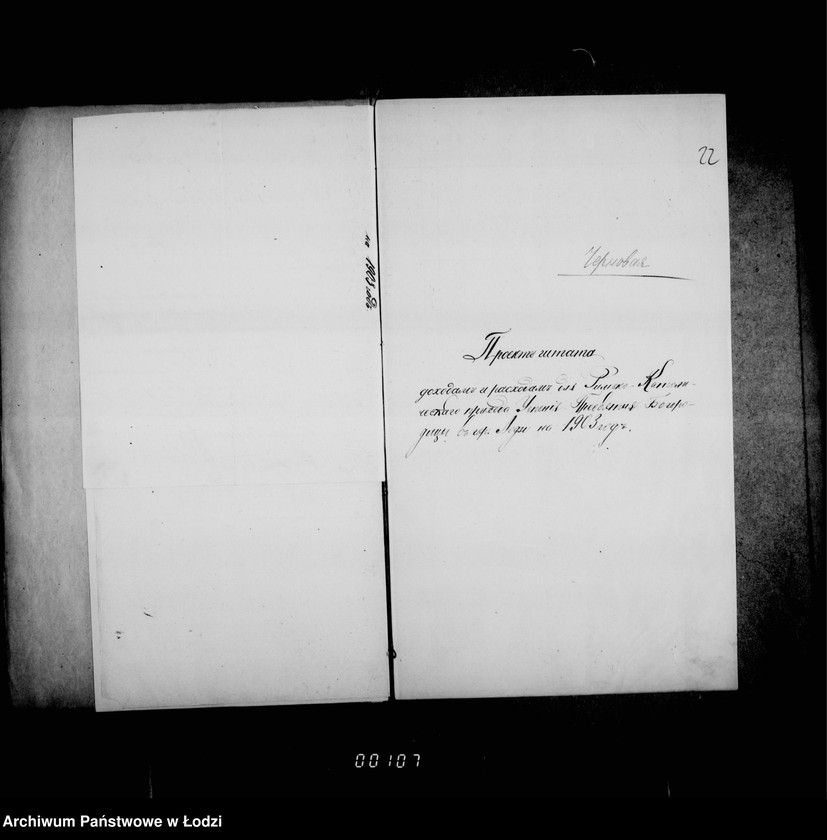 на 1903 годъ.
22
Черновая
Проектъ штата
доходамъ и расходамъ для Римско-Католи-
ческаго прихода Успенія Пресвятыя Богоро-
дицы въ гор. Лодзи на 1903 годъ.
00107
Archiwum Państwowe w Łodzi